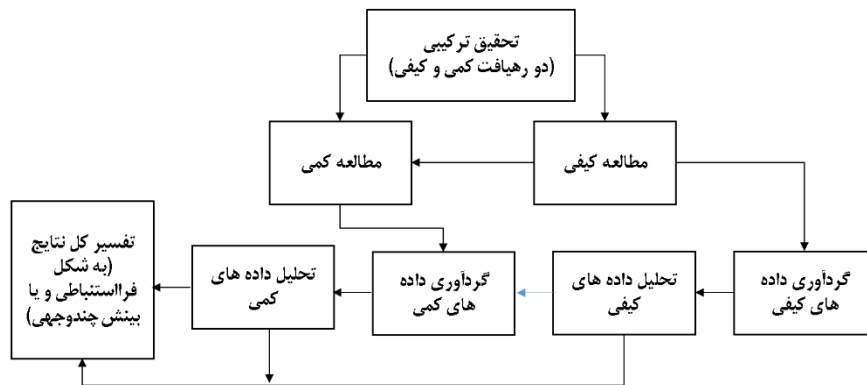 تحقیق ترکیبی
(دو رهیافت کمی و کیفی)
مطالعه کیفی
مطالعه کمی
گردآوری داده
های کیفی
تحلیل داده های
کیفی
گردآوری داده
های کمی
تحلیل داده های
کمی
تفسیر کل نتایج
(به شکل
فرااستنباطی و یا
بینش چندوجهی)